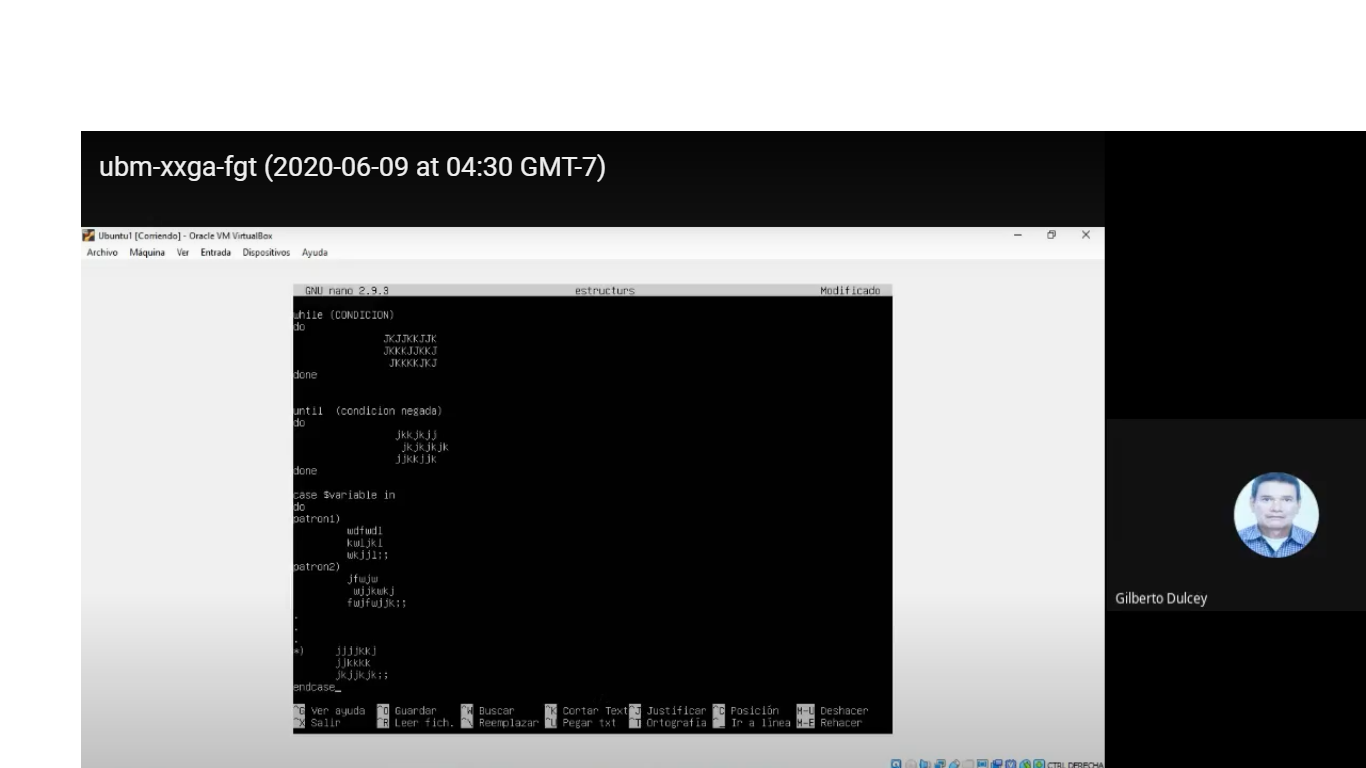 ubm-xxga-fgt (2020-06-09 at 04:30 GMT-7)
Ubuntu1 [Corriendo] - Oracle VM VirtualBox
Archivo Máquina Ver Entrada Dispositivos Ayuda
GNU nano 2.9.3 estructurs Modificado
while (CONDICION)
do
JKJJKKJJK
JKKKJJKKJ
JKKKKJKJ
done
until (condicion negada)
do
jkkjkjj
jkjkjkjk
jjkkjjk
done
case $variable in
do
patron1)
wdfwdl
kwljkl
wkjjl;;
patron2)
jfwjw
wjjkwkj
fwjfwjjk;;
.
.
.
*) jjjjkkj
jjkkkk
jkjjkjk;;
endcase_
^G Ver ayuda ^O Guardar ^W Buscar ^K Cortar Text ^J Justificar ^C Posición M-U Deshacer
^X Salir ^R Leer fich. ^\ Reemplazar ^U Pegar txt ^T Ortografía ^_ Ir a línea M-E Rehacer
CTRL DERECHA
Gilberto Dulcey